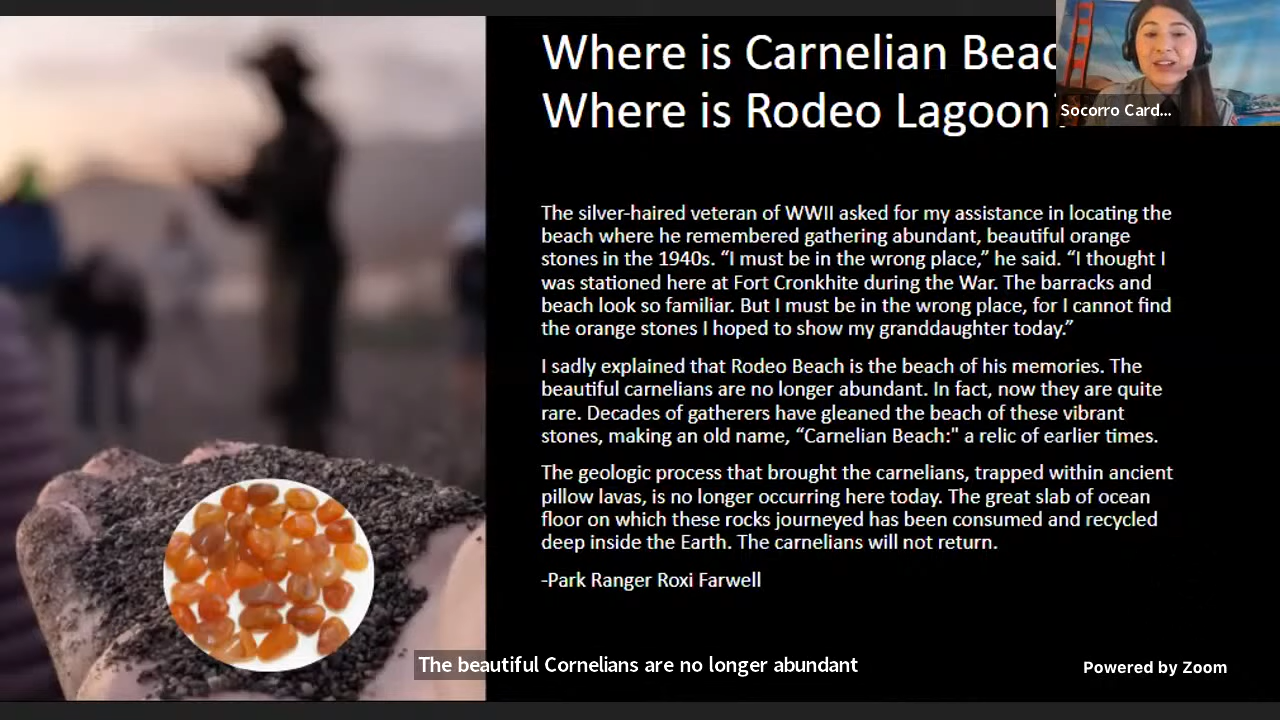 Where is Carnelian Beac
Where is Rodeo Lagoon?
Socorro Card...
The silver-haired veteran of WWII asked for my assistance in locating the
beach where he remembered gathering abundant, beautiful orange
stones in the 1940s. “I must be in the wrong place,” he said. “I thought I
was stationed here at Fort Cronkhite during the War. The barracks and
beach look so familiar. But I must be in the wrong place, for I cannot find
the orange stones I hoped to show my granddaughter today.”
I sadly explained that Rodeo Beach is the beach of his memories. The
beautiful carnelians are no longer abundant. In fact, now they are quite
rare. Decades of gatherers have gleaned the beach of these vibrant
stones, making an old name, “Carnelian Beach:" a relic of earlier times.
The geologic process that brought the carnelians, trapped within ancient
pillow lavas, is no longer occurring here today. The great slab of ocean
floor on which these rocks journeyed has been consumed and recycled
deep inside the Earth. The carnelians will not return.
-Park Ranger Roxi Farwell
The beautiful Cornelians are no longer abundant
Powered by Zoom